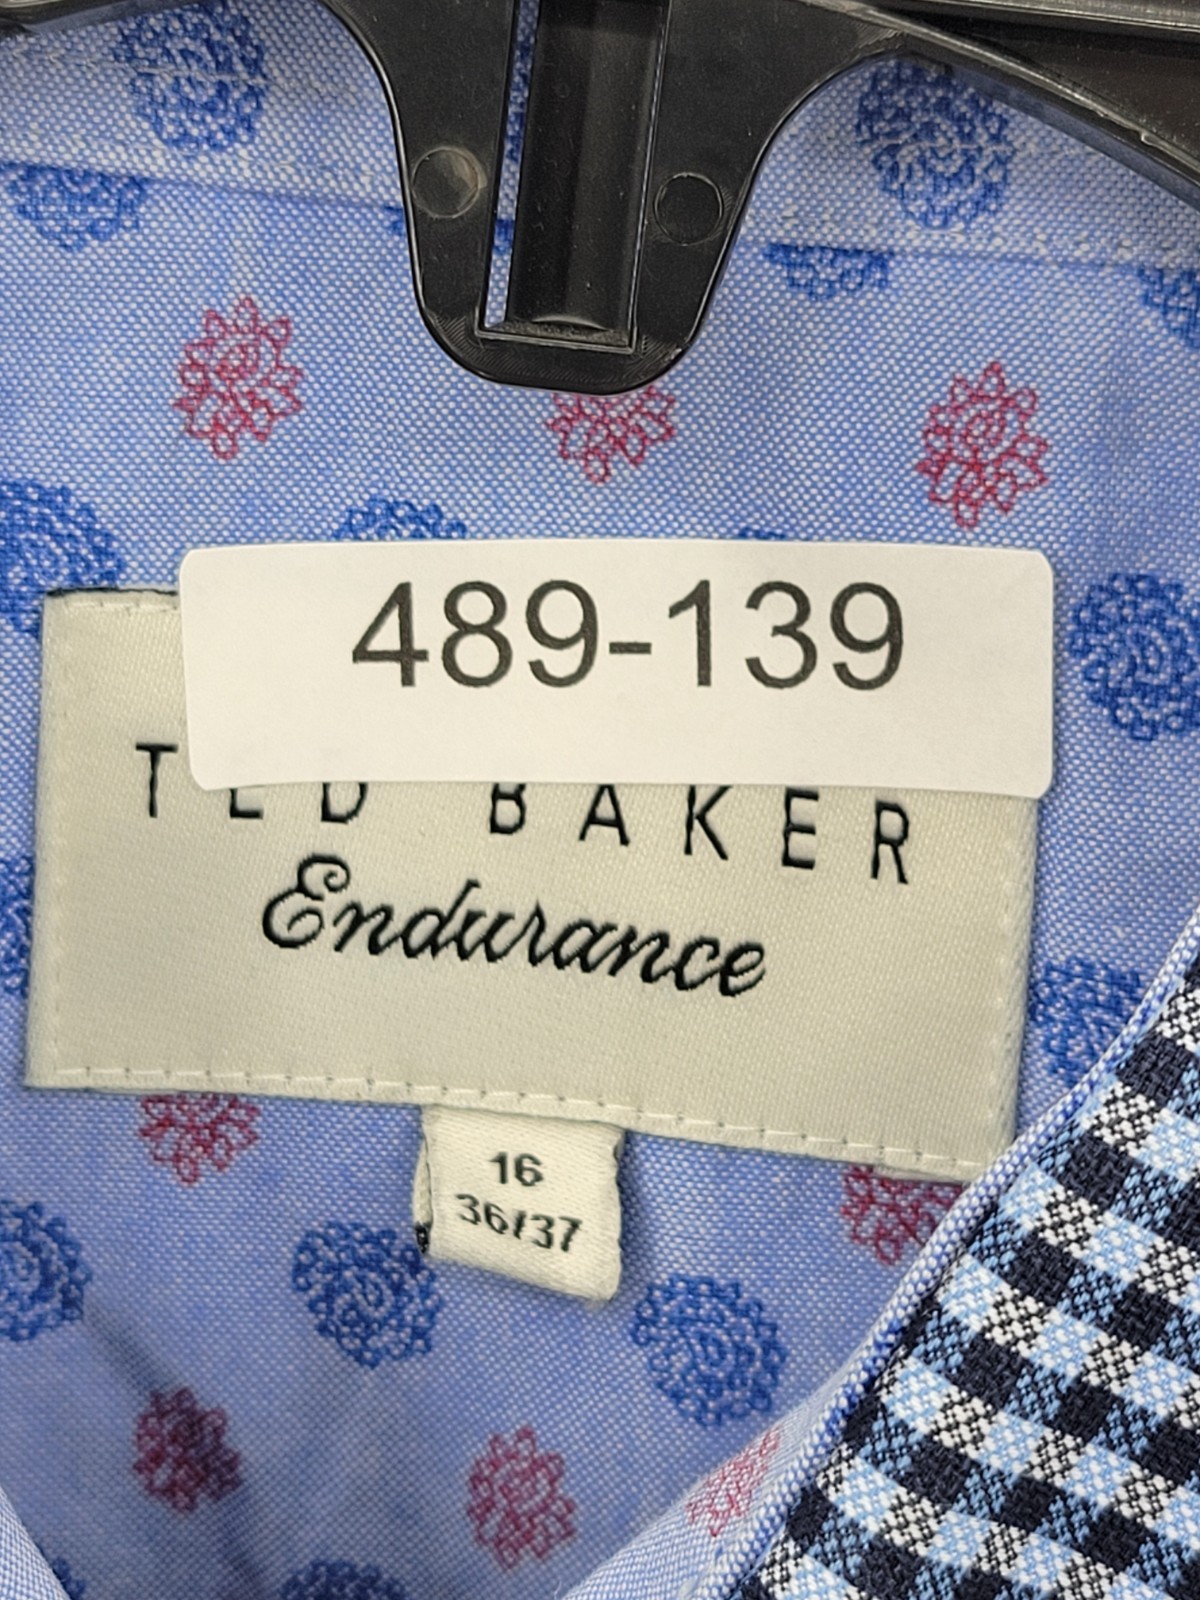 489-139
TED BAKER
Endurance
16
36/37